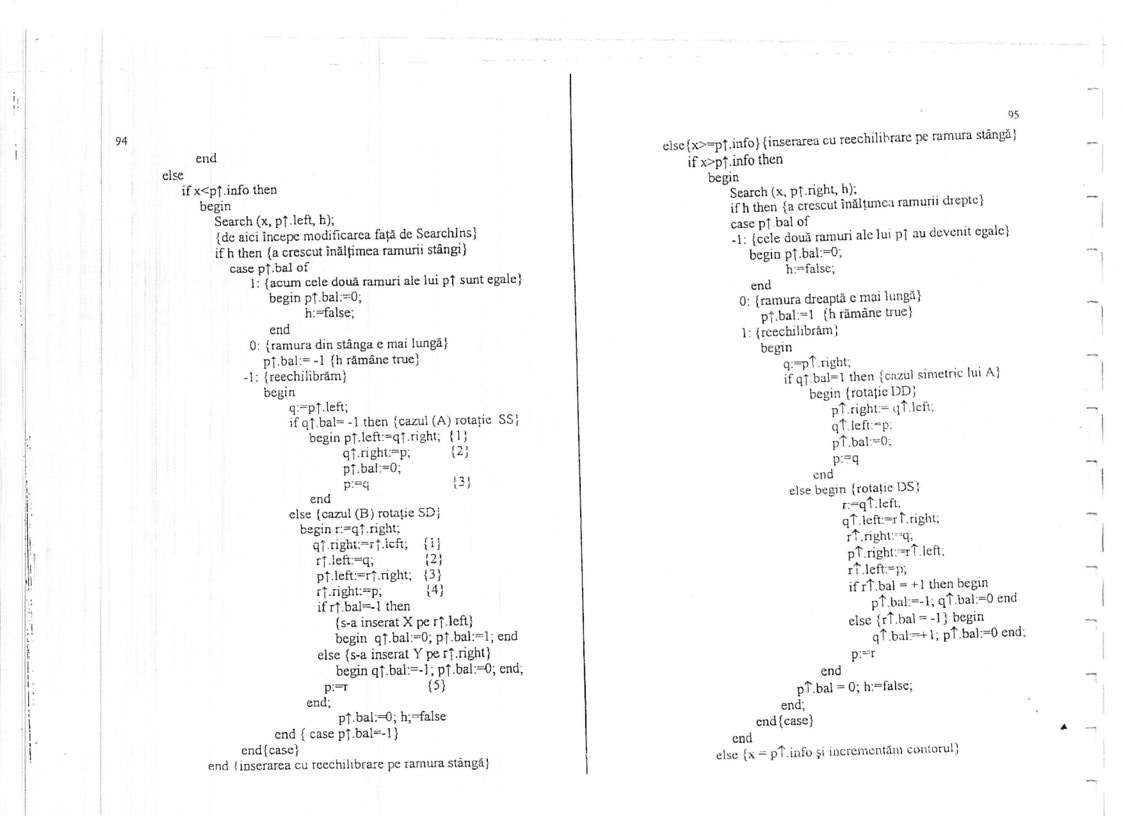 94
end
else
if x<p↑.info then
begin
Search (x, p↑.left, h);
{de aici începe modificarea faţă de SearchIns}
if h then {a crescut înălţimea ramurii stângi}
case p↑.bal of
1: {acum cele două ramuri ale lui p↑ sunt egale}
begin p↑.bal:=0;
h:=false;
end
0: {ramura din stânga e mai lungă}
p↑.bal:= -1 {h rămâne true}
-1: {reechilibrăm}
begin
q:=p↑.left;
if q↑.bal= -1 then {cazul (A) rotaţie SS}
begin p↑.left:=q↑.right; {1}
q↑.right:=p; {2}
p↑.bal:=0;
p:=q {3}
end
else {cazul (B) rotaţie SD}
begin r:=q↑.right;
q↑.right:=r↑.left; {1}
r↑.left:=q; {2}
p↑.left:=r↑.right; {3}
r↑.right:=p; {4}
if r↑.bal=-1 then
{s-a inserat X pe r↑.left}
begin q↑.bal:=0; p↑.bal:=1; end
else {s-a inserat Y pe r↑.right}
begin q↑.bal:=-1; p↑.bal:=0; end;
p:=r {5}
end;
p↑.bal:=0; h;=false
end { case p↑.bal=-1}
end{case}
end {inserarea cu reechilibrare pe ramura stângă}
95
else{x>=p↑.info} {inserarea cu reechilibrare pe ramura stângă}
if x>p↑.info then
begin
Search (x, p↑.right, h);
if h then {a crescut înălţimea ramurii drepte}
case p↑.bal of
-1: {cele două ramuri ale lui p↑ au devenit egale}
begin p↑.bal:=0;
h:=false;
end
0: {ramura dreaptă e mai lungă}
p↑.bal:=1 {h rămâne true}
1: {reechilibrăm}
begin
q:=p↑.right;
if q↑.bal=1 then {cazul simetric lui A}
begin {rotaţie DD}
p↑.right:= q↑.left;
q↑.left:=p;
p↑.bal:=0;
p:=q
end
else begin {rotaţie DS}
r:=q↑.left;
q↑.left:=r↑.right;
r↑.right:=q;
p↑.right:=r↑.left;
r↑.left:=p;
if r↑.bal = +1 then begin
p↑.bal:=-1; q↑.bal:=0 end
else {r↑.bal = -1} begin
q↑.bal:=+1; p↑.bal:=0 end;
p:=r
end
p↑.bal = 0; h:=false;
end;
end{case}
end
else {x = p↑.info şi incrementăm contorul}